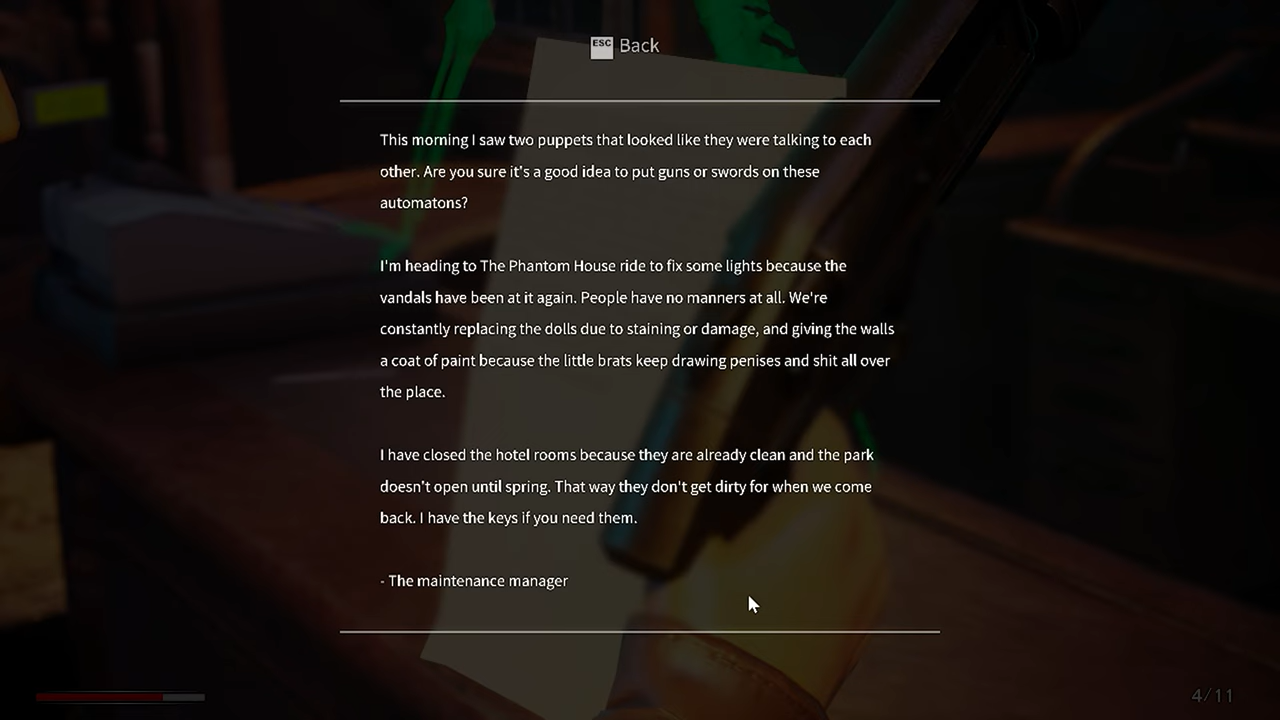 ESC Back
This morning I saw two puppets that looked like they were talking to each
other. Are you sure it's a good idea to put guns or swords on these
automatons?
I'm heading to The Phantom House ride to fix some lights because the
vandals have been at it again. People have no manners at all. We're
constantly replacing the dolls due to staining or damage, and giving the walls
a coat of paint because the little brats keep drawing penises and shit all over
the place.
I have closed the hotel rooms because they are already clean and the park
doesn't open until spring. That way they don't get dirty for when we come
back. I have the keys if you need them.
- The maintenance manager
4/11